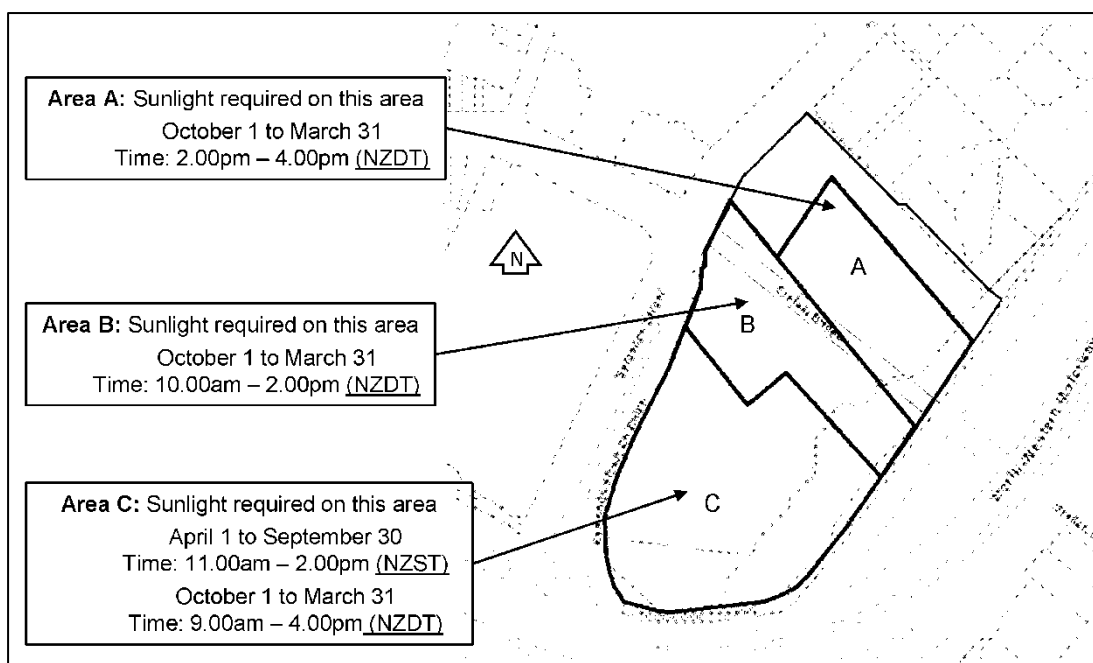 Area A: Sunlight required on this area
October 1 to March 31
Time: 2.00pm – 4.00pm (NZDT)
N
A
Area B: Sunlight required on this area
October 1 to March 31
Time: 10.00am – 2.00pm (NZDT)
B
Area C: Sunlight required on this area
April 1 to September 30
Time: 11.00am – 2.00pm (NZST)
October 1 to March 31
Time: 9.00am – 4.00pm (NZDT)
C